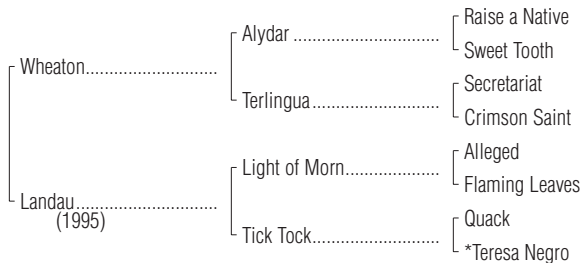 Raise a Native
Alydar ..........................................
Sweet Tooth
Wheaton......................................
Secretariat
Terlingua.....................................
Crimson Saint
Alleged
Light of Morn............................
Flaming Leaves
Landau.........................................
(1995)
Quack
Tick Tock.....................................
*Teresa Negro